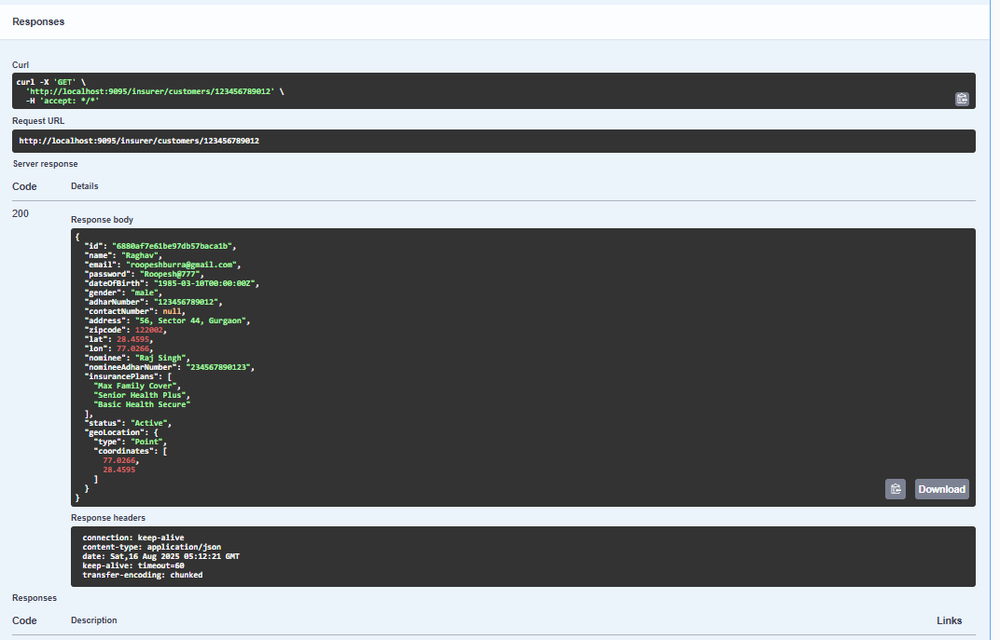 Responses
Curl
curl -X 'GET' \
  'http://localhost:9095/insurer/customers/123456789012' \
  -H 'accept: */*'
Request URL
http://localhost:9095/insurer/customers/123456789012
Server response
Code Details
200
Response body
{
  "id": "6880af7e61be97db57baca1b",
  "name": "Raghav",
  "email": "roopeshburra@gmail.com",
  "password": "Roopesh@777",
  "dateOfBirth": "1985-03-10T00:00:00Z",
  "gender": "male",
  "adharNumber": "123456789012",
  "contactNumber": null,
  "address": "56, Sector 44, Gurgaon",
  "zipcode": 122002,
  "lat": 28.4595,
  "lon": 77.0266,
  "nominee": "Raj Singh",
  "nomineeAdharNumber": "234567890123",
  "insurancePlans": [
    "Max Family Cover",
    "Senior Health Plus",
    "Basic Health Secure"
  ],
  "status": "Active",
  "geoLocation": {
    "type": "Point",
    "coordinates": [
      77.0266,
      28.4595
    ]
  }
}
Download
Response headers
connection: keep-alive
content-type: application/json
date: Sat,16 Aug 2025 05:12:21 GMT
keep-alive: timeout=60
transfer-encoding: chunked
Responses
Code Description Links